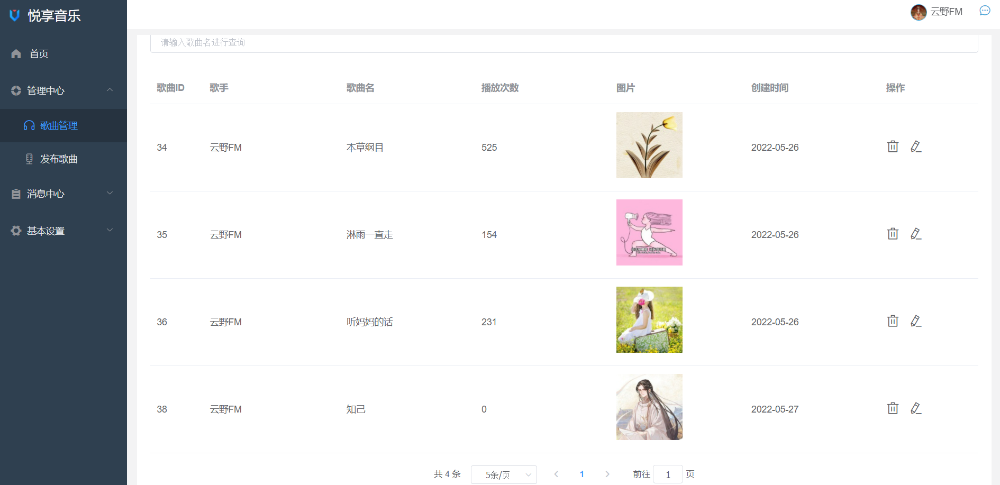 悦享音乐
云野FM
首页
管理中心
歌曲管理
发布歌曲
消息中心
基本设置
请输入歌曲名进行查询
歌曲ID 歌手 歌曲名 播放次数 图片 创建时间 操作
34 云野FM 本草纲目 525 2022-05-26
35 云野FM 淋雨一直走 154 2022-05-26
36 云野FM 听妈妈的话 231 2022-05-26
38 云野FM 知己 0 2022-05-27
共 4 条 5条/页 1 前往 1 页